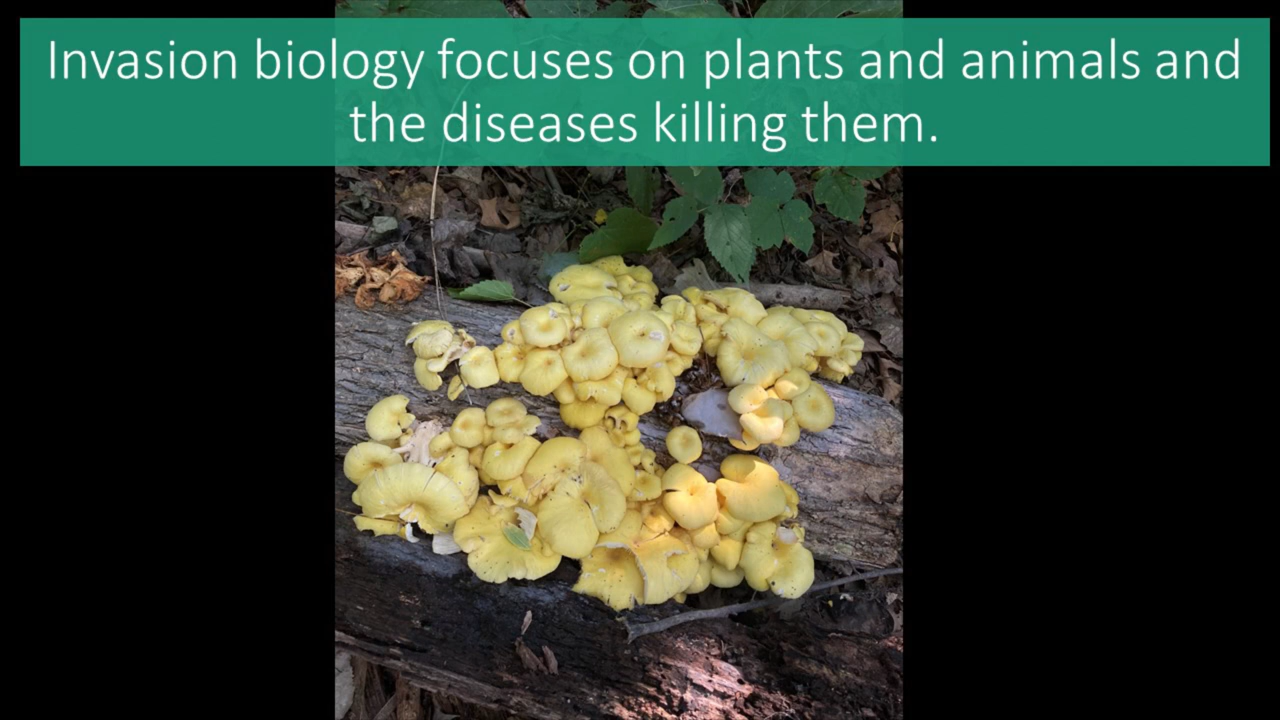 Invasion biology focuses on plants and animals and
the diseases killing them.